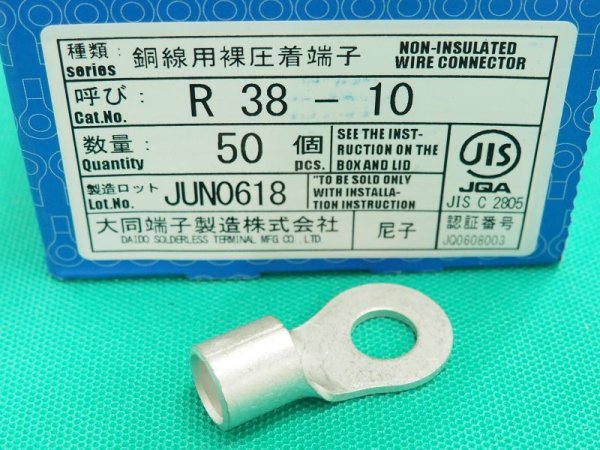 種類: 銅線用裸圧着端子 NON-INSULATED
series WIRE CONNECTOR
呼び: R 38 - 10
Cat.No.
数量: 50 個 SEE THE INST-
Quantity pcs. RUCTION ON THE
BOX AND LID
製造ロット JUN0618 "TO BE SOLD ONLY
Lot.No. WITH INSTALLA-
TION INSTRUCTION
JIS
JQA
JIS C 2805
大同端子製造株式会社 尼子 認証番号
DAIDO SOLDERLESS TERMINAL MFG CO.,LTD JQ0608003